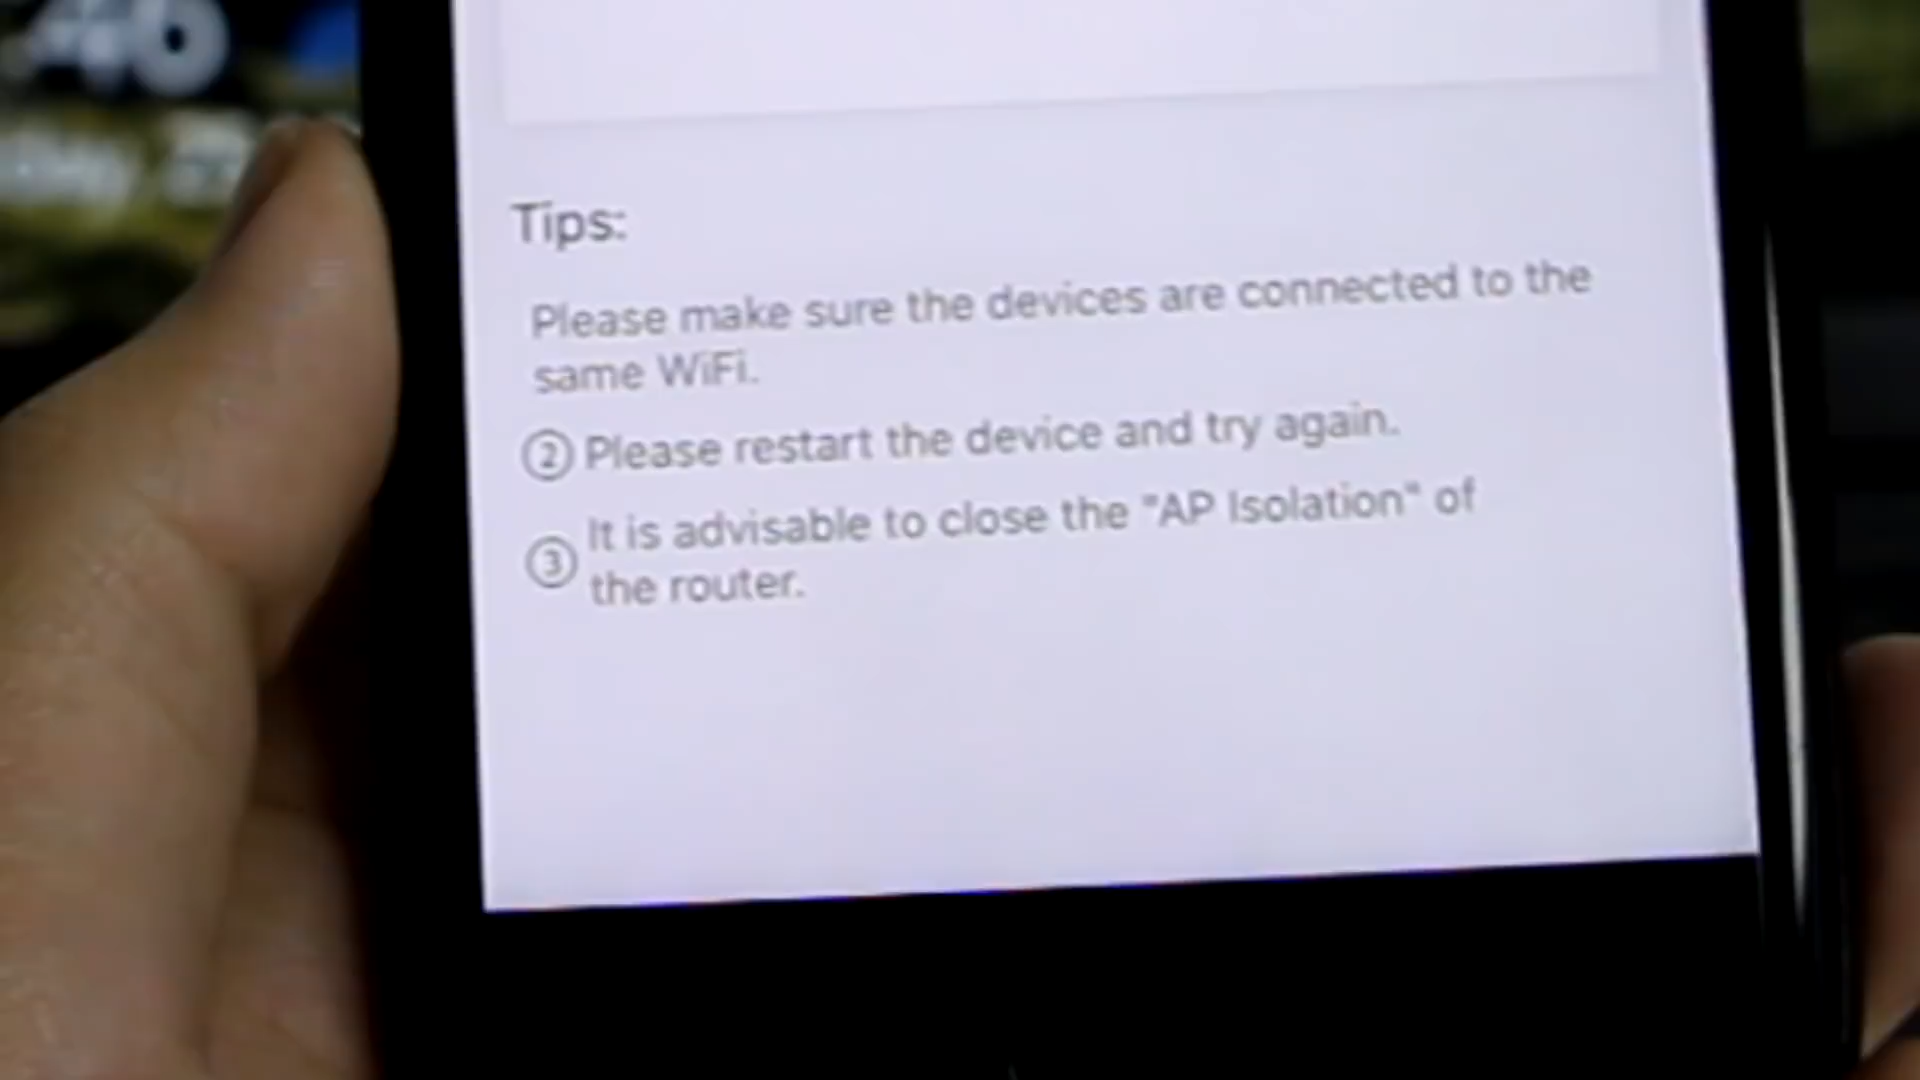 46
Tips:
Please make sure the devices are connected to the
same WiFi.
② Please restart the device and try again.
③ It is advisable to close the "AP Isolation" of
the router.